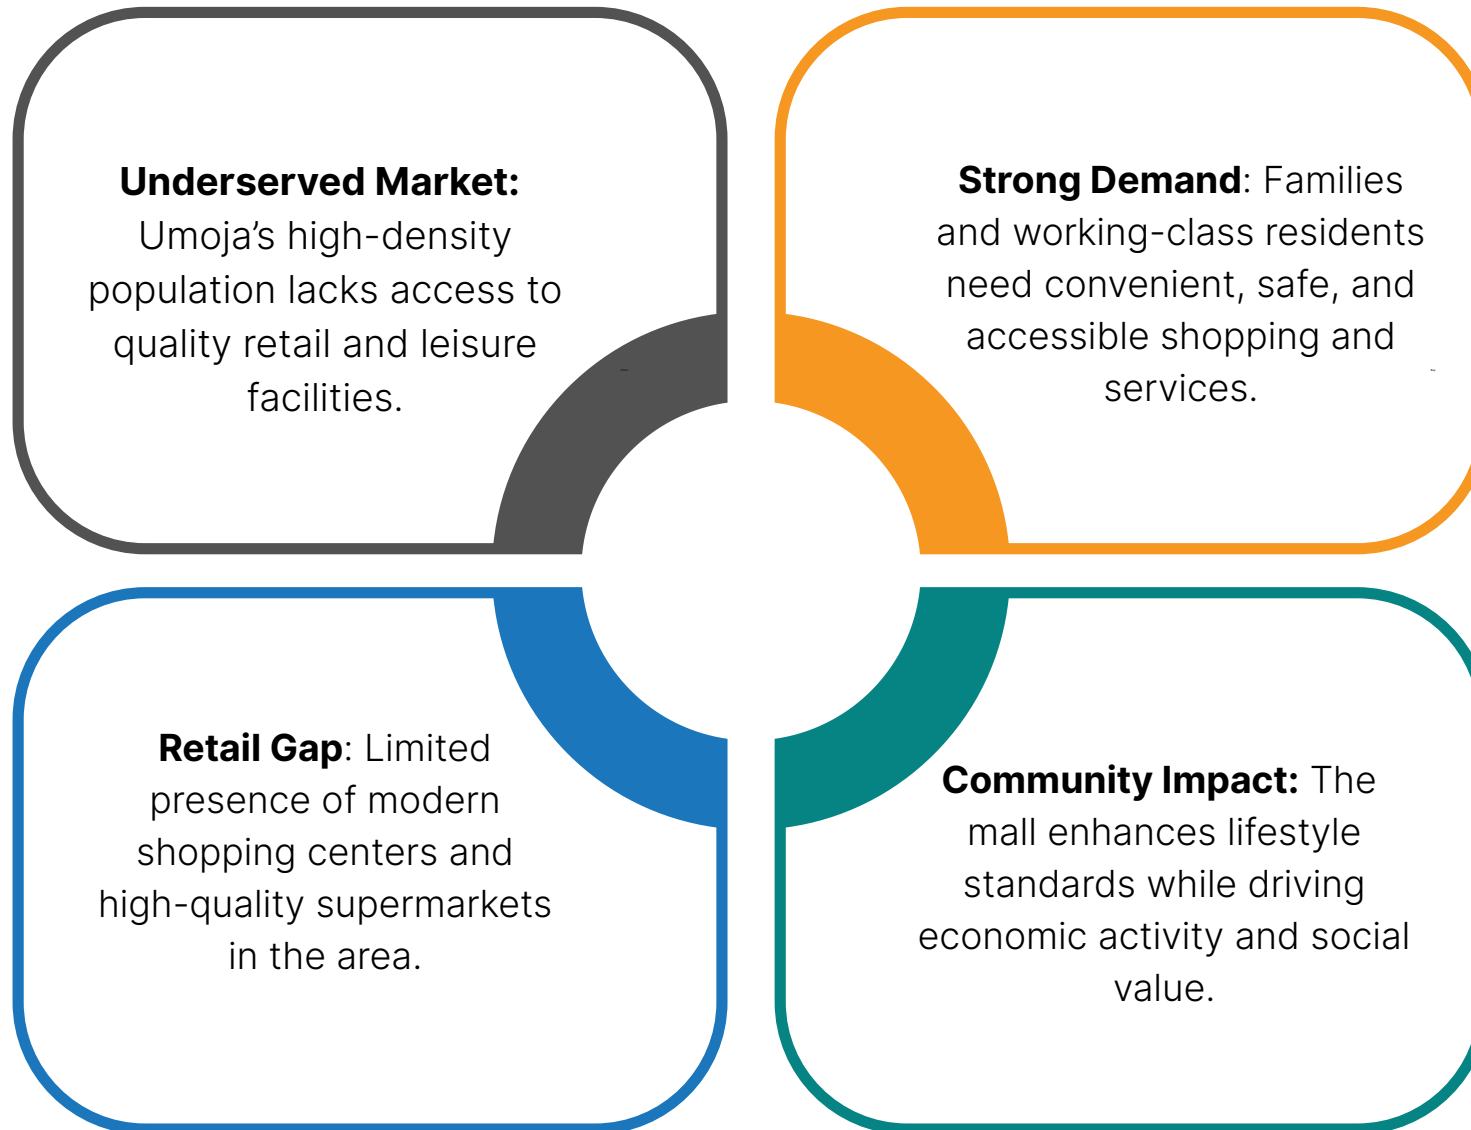 Underserved Market:
Umoja’s high-density
population lacks access to
quality retail and leisure
facilities.
Strong Demand: Families
and working-class residents
need convenient, safe, and
accessible shopping and
services.
Retail Gap: Limited
presence of modern
shopping centers and
high-quality supermarkets
in the area.
Community Impact: The
mall enhances lifestyle
standards while driving
economic activity and social
value.